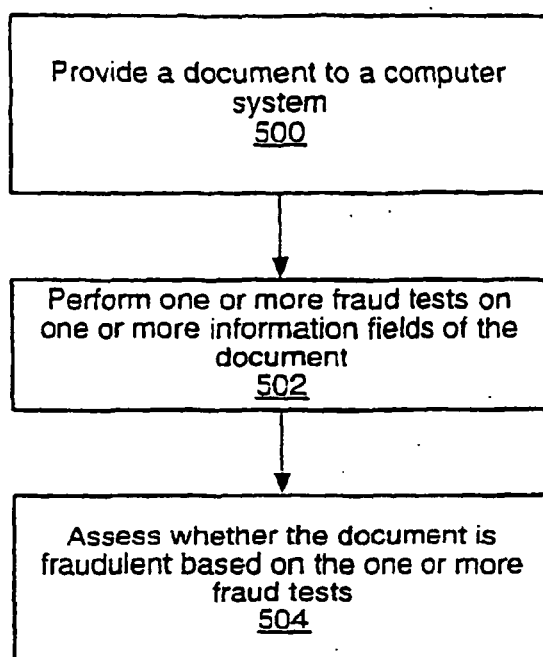 Provide a document to a computer
system
500
Perform one or more fraud tests on
one or more information fields of the
document
502
Assess whether the document is
fraudulent based on the one or more
fraud tests
504